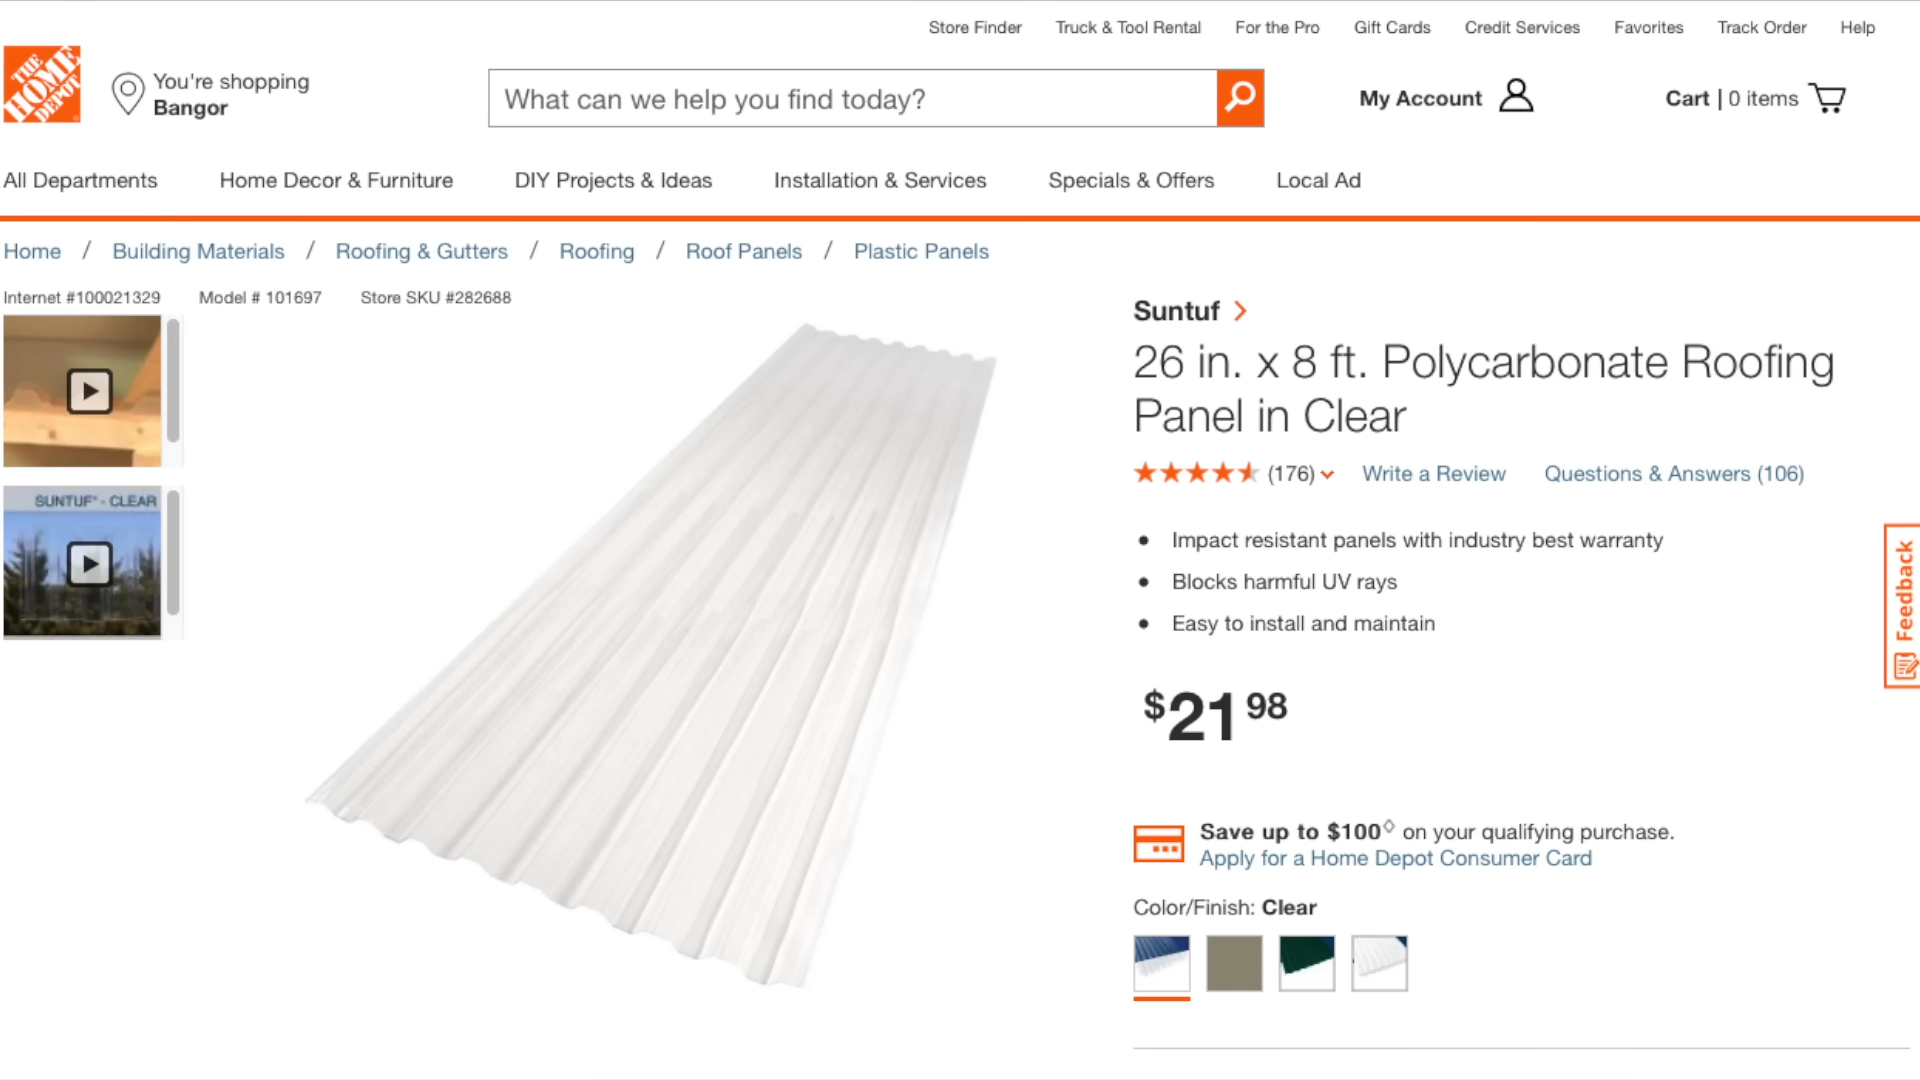 Store Finder Truck & Tool Rental For the Pro Gift Cards Credit Services Favorites Track Order Help
THE
HOME
DEPOT
You're shopping
Bangor
What can we help you find today?
My Account
Cart | 0 items
All Departments Home Decor & Furniture DIY Projects & Ideas Installation & Services Specials & Offers Local Ad
Home / Building Materials / Roofing & Gutters / Roofing / Roof Panels / Plastic Panels
Internet #100021329 Model # 101697 Store SKU #282688
SUNTUF® - CLEAR
Suntuf
26 in. x 8 ft. Polycarbonate Roofing
Panel in Clear
(176) Write a Review Questions & Answers (106)
• Impact resistant panels with industry best warranty
• Blocks harmful UV rays
• Easy to install and maintain
$21 98
Save up to $100◊ on your qualifying purchase.
Apply for a Home Depot Consumer Card
Color/Finish: Clear
Feedback